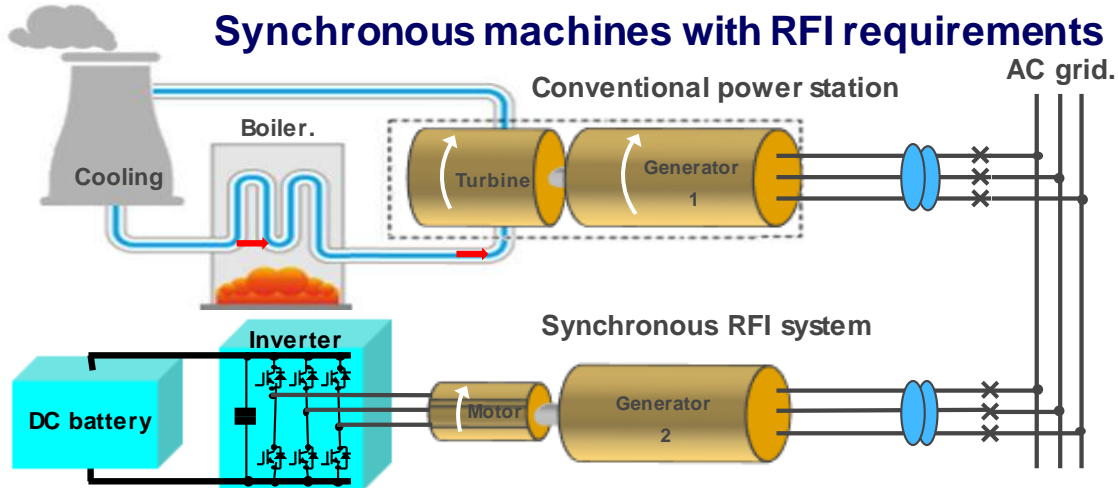 Synchronous machines with RFI requirements
AC grid.
Conventional power station
Boiler.
Cooling
Turbine
Generator
1
Synchronous RFI system
Inverter
DC battery
Motor
Generator
2